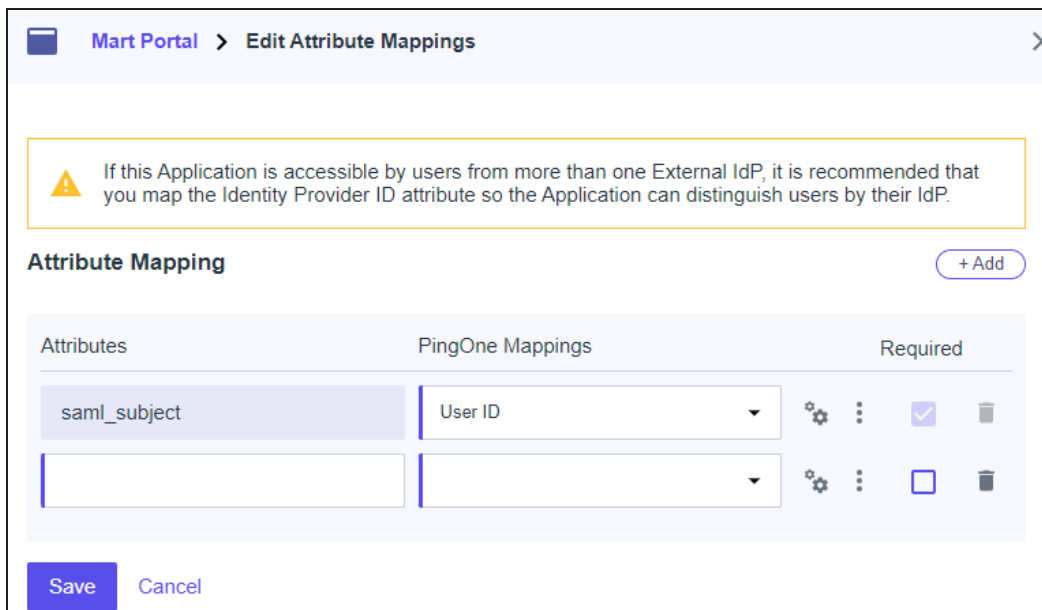 Mart Portal > Edit Attribute Mappings
If this Application is accessible by users from more than one External IdP, it is recommended that
you map the Identity Provider ID attribute so the Application can distinguish users by their IdP.
Attribute Mapping
+ Add
Attributes PingOne Mappings Required
saml_subject User ID
Save Cancel